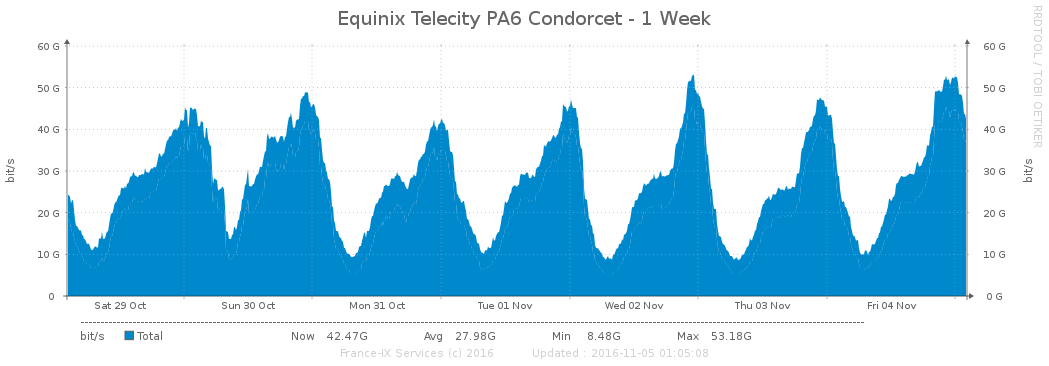 Equinix Telecity PA6 Condorcet - 1 Week
RRDTOOL / TOBI OETIKER
60 G 60 G
50 G 50 G
40 G 40 G
30 G 30 G
20 G 20 G
10 G 10 G
0 0 G
bit/s
bit/s
Sat 29 Oct Sun 30 Oct Mon 31 Oct Tue 01 Nov Wed 02 Nov Thu 03 Nov Fri 04 Nov
bit/s Total Now 42.47G Avg 27.98G Min 8.48G Max 53.18G
France-IX Services (c) 2016 Updated : 2016-11-05 01:05:08